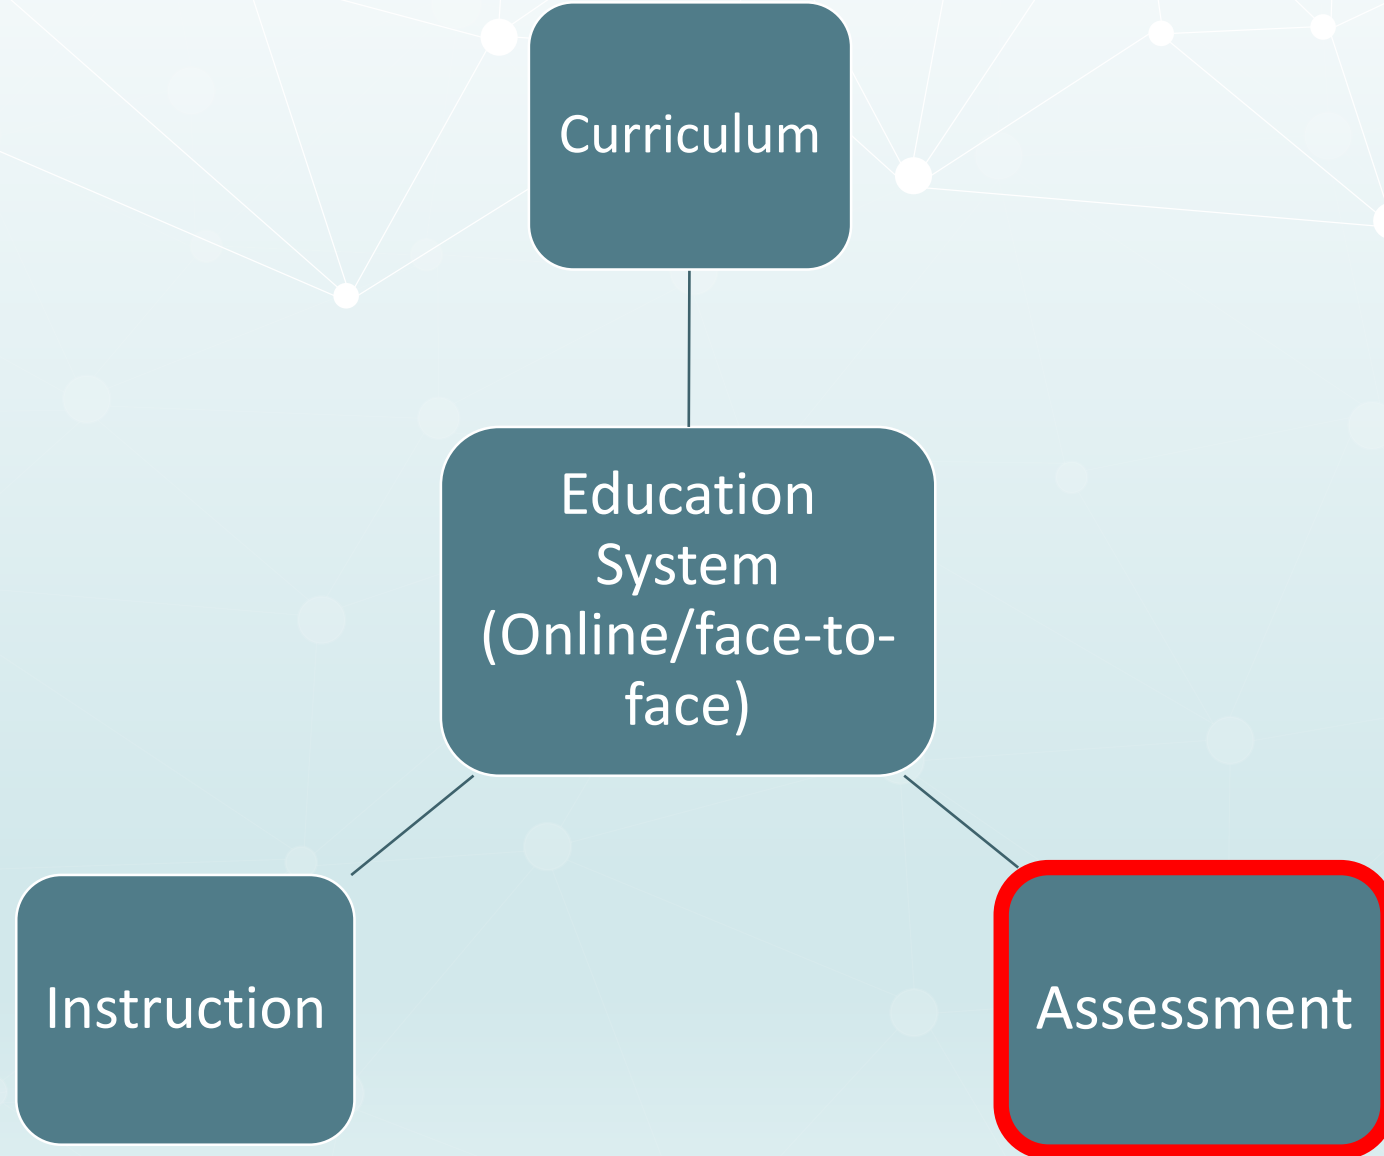 Curriculum
Education
System
(Online/face-to-
face)
Instruction
Assessment